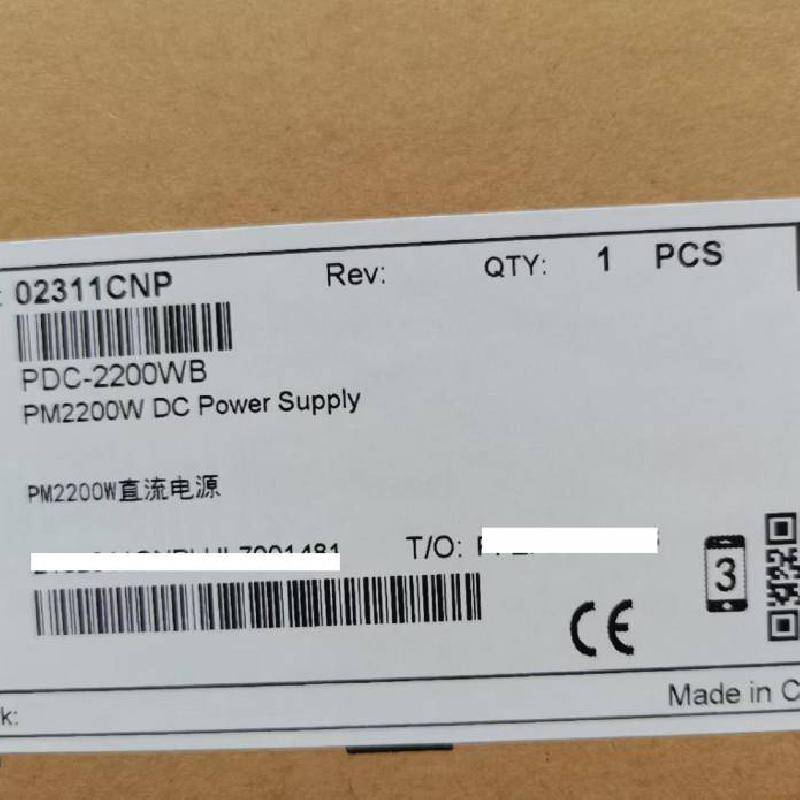 02311CNP Rev: QTY: 1 PCS
PDC-2200WB
PM2200W DC Power Supply
PM2200W直流电源
T/O:
3
CE
k:
Made in C